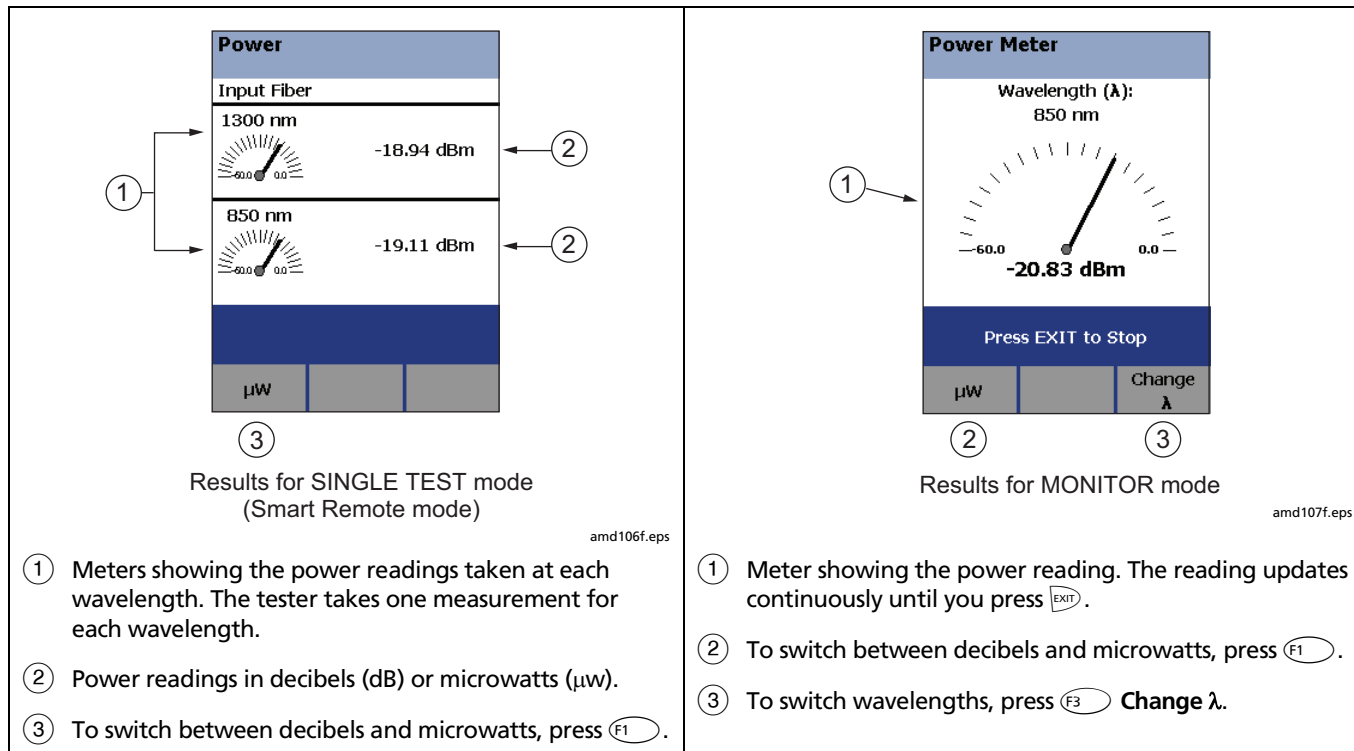 Power
Input Fiber
1300 nm
-60.0 0.0
-18.94 dBm
2
1
850 nm
-60.0 0.0
-19.11 dBm
2
μW
3
Results for SINGLE TEST mode
(Smart Remote mode)
amd106f.eps
1 Meters showing the power readings taken at each
wavelength. The tester takes one measurement for
each wavelength.
2 Power readings in decibels (dB) or microwatts (μw).
3 To switch between decibels and microwatts, press F1.
Power Meter
Wavelength (λ):
850 nm
1
-60.0 0.0
-20.83 dBm
Press EXIT to Stop
μW Change
λ
2 3
Results for MONITOR mode
amd107f.eps
1 Meter showing the power reading. The reading updates
continuously until you press EXIT.
2 To switch between decibels and microwatts, press F1.
3 To switch wavelengths, press F3 Change λ.